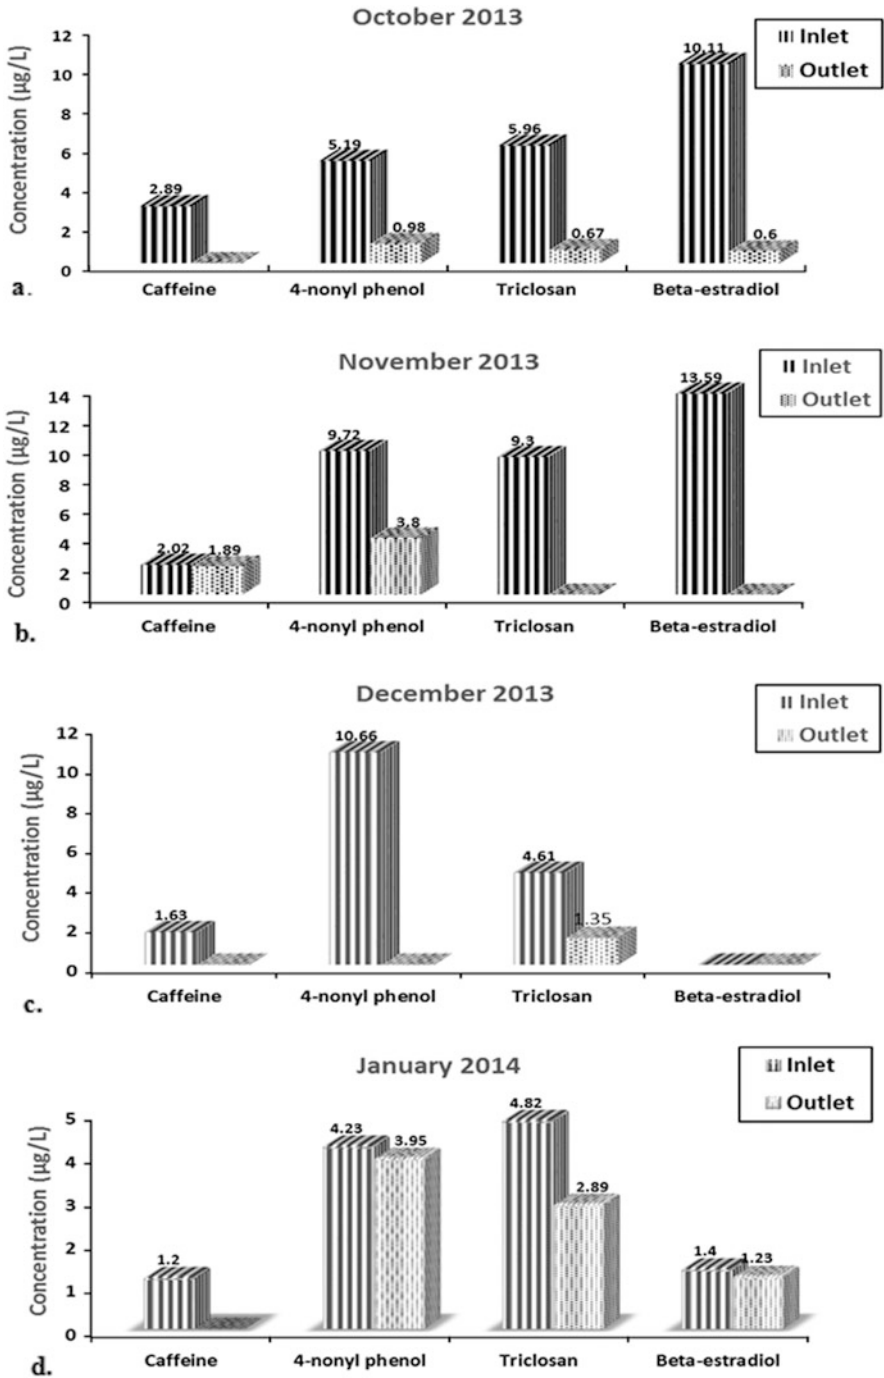 October 2013
Inlet
Outlet
Concentration (µg/L)
12
10
8
6
4
2
0
2.89
5.19
0.98
5.96
0.67
10.11
0.6
Caffeine 4-nonyl phenol Triclosan Beta-estradiol
a.
November 2013
Inlet
Outlet
Concentration (µg/L)
14
12
10
8
6
4
2
0
2.02
1.89
9.72
3.8
9.3
13.59
Caffeine 4-nonyl phenol Triclosan Beta-estradiol
b.
December 2013
Inlet
Outlet
Concentration (µg/L)
12
10
8
6
4
2
0
1.63
10.66
4.61
1.35
Caffeine 4-nonyl phenol Triclosan Beta-estradiol
c.
January 2014
Inlet
Outlet
Concentration (µg/L)
5
4
3
2
1
0
1.2
4.23
3.95
4.82
2.89
1.4
1.23
Caffeine 4-nonyl phenol Triclosan Beta-estradiol
d.